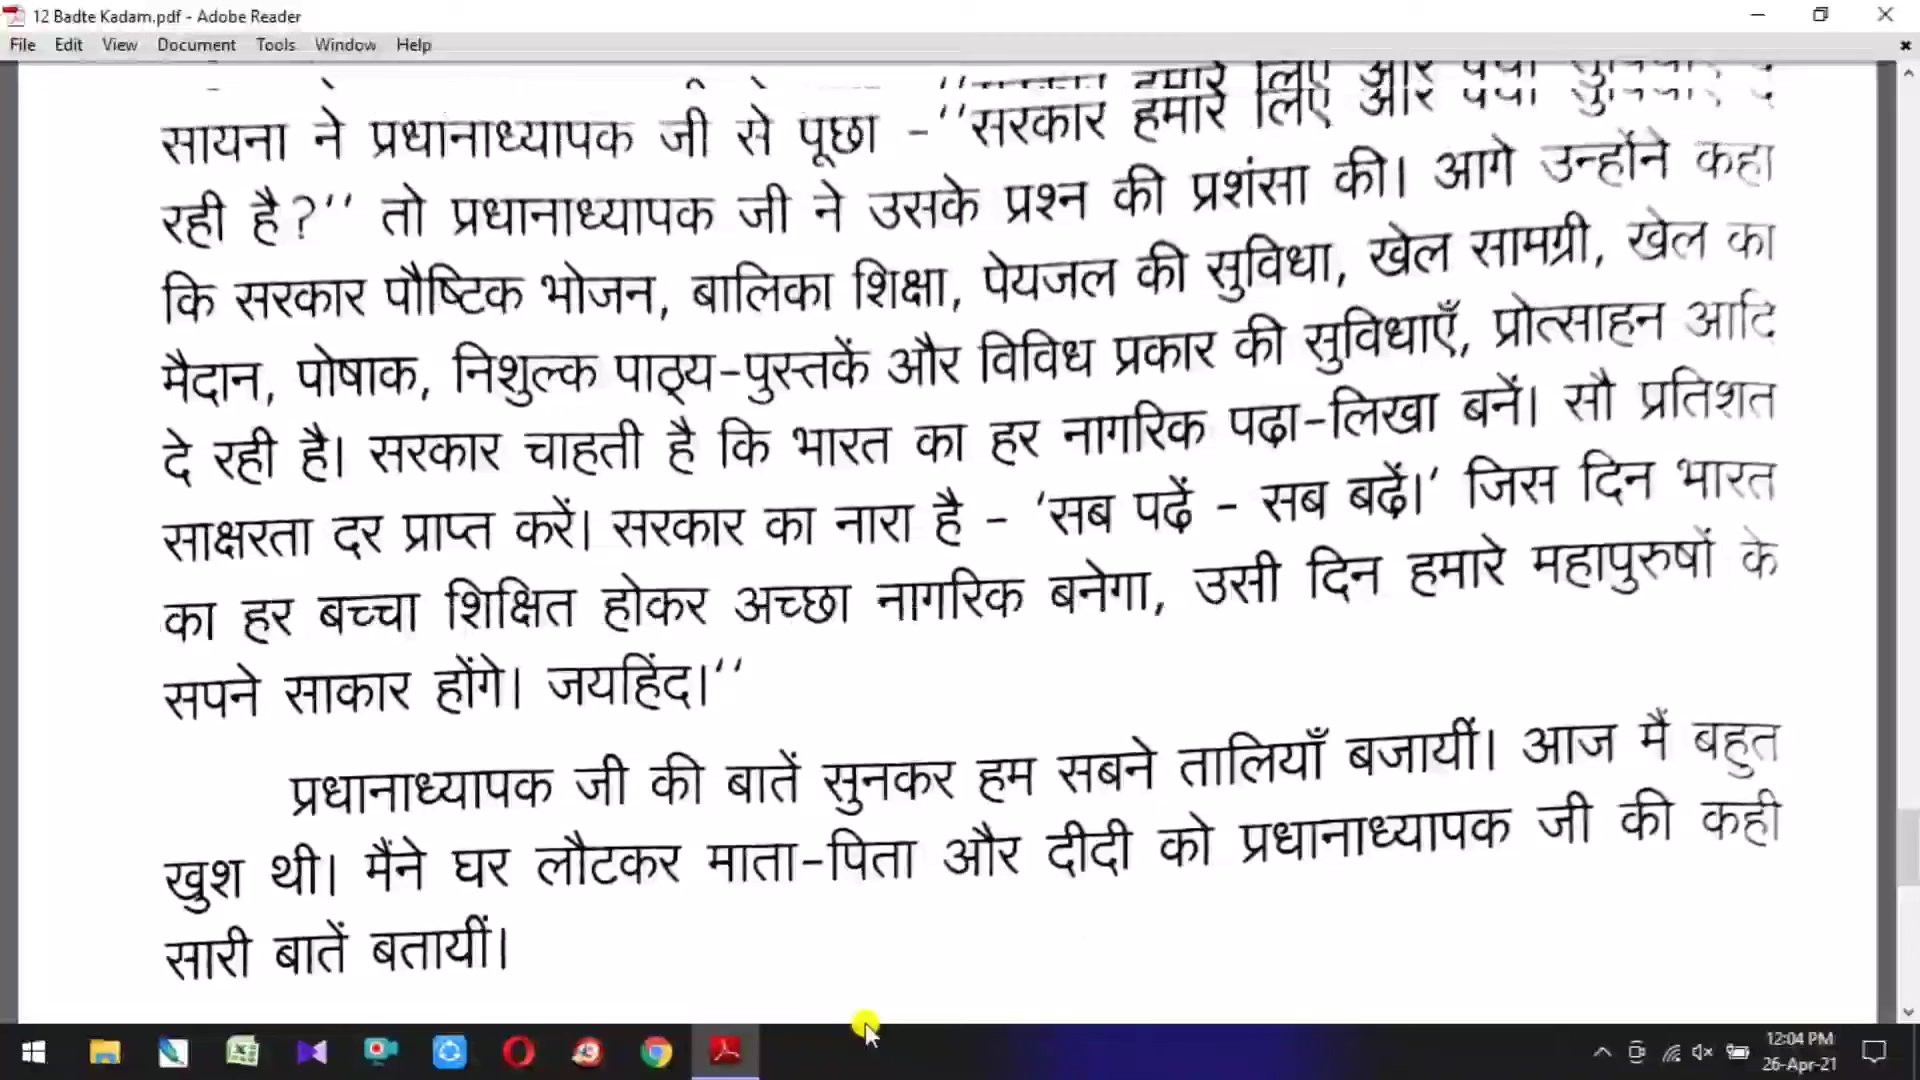 12 Badte Kadam.pdf - Adobe Reader
File Edit View Document Tools Window Help
सायना ने प्रधानाध्यापक जी से पूछा -''सरकार हमारे लिए और क्या
रही है?'' तो प्रधानाध्यापक जी ने उसके प्रश्न की प्रशंसा की। आगे उन्होंने कहा
कि सरकार पौष्टिक भोजन, बालिका शिक्षा, पेयजल की सुविधा, खेल सामग्री, खेल का
मैदान, पोषाक, निशुल्क पाठ्य-पुस्तकें और विविध प्रकार की सुविधाएँ, प्रोत्साहन आदि
दे रही है। सरकार चाहती है कि भारत का हर नागरिक पढ़ा-लिखा बनें। सौ प्रतिशत
साक्षरता दर प्राप्त करें। सरकार का नारा है - 'सब पढ़ें - सब बढ़ें।' जिस दिन भारत
का हर बच्चा शिक्षित होकर अच्छा नागरिक बनेगा, उसी दिन हमारे महापुरुषों के
सपने साकार होंगे। जयहिंद।''
प्रधानाध्यापक जी की बातें सुनकर हम सबने तालियाँ बजायीं। आज मैं बहुत
खुश थी। मैंने घर लौटकर माता-पिता और दीदी को प्रधानाध्यापक जी की कही
सारी बातें बतायीं।
12:04 PM
26-Apr-21